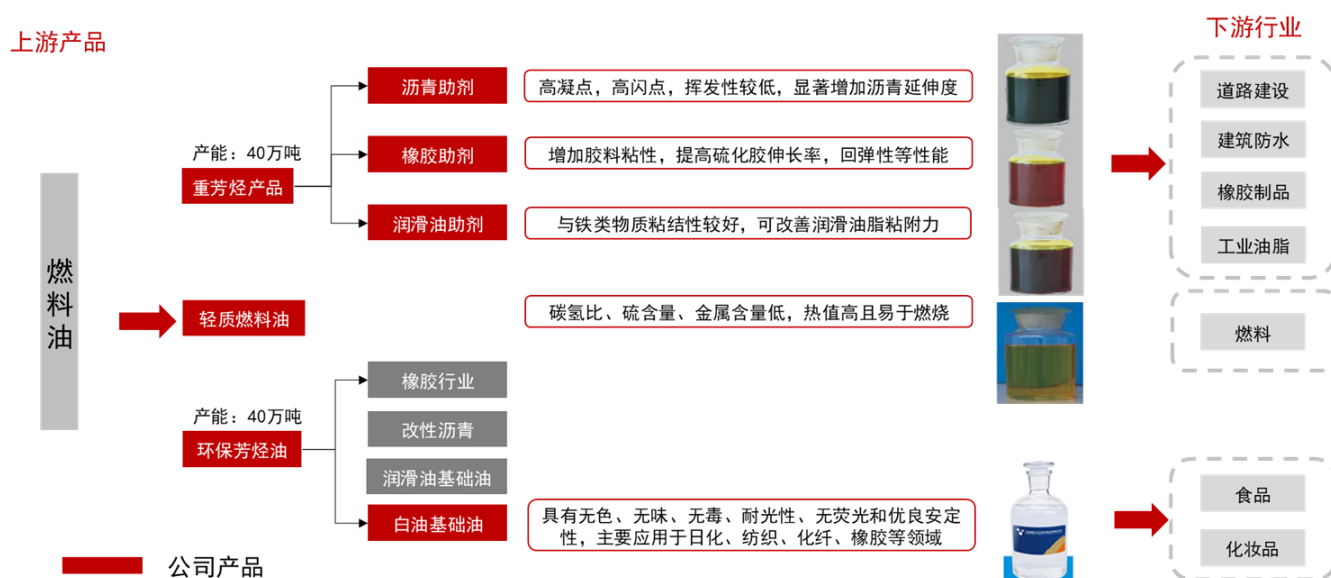 上游产品
下游行业
沥青助剂
高凝点，高闪点，挥发性较低，显著增加沥青延伸度
道路建设
建筑防水
产能：40万吨
橡胶助剂
增加胶料粘性，提高硫化胶伸长率，回弹性等性能
重芳烃产品
橡胶制品
润滑油助剂
与铁类物质粘结性较好，可改善润滑油脂粘附力
工业油脂
燃料油
轻质燃料油
碳氢比、硫含量、金属含量低，热值高且易于燃烧
燃料
橡胶行业
产能：40万吨
改性沥青
环保芳烃油
润滑油基础油
白油基础油
具有无色、无味、无毒、耐光性、无荧光和优良安定
性，主要应用于日化、纺织、化纤、橡胶等领域
食品
化妆品
公司产品